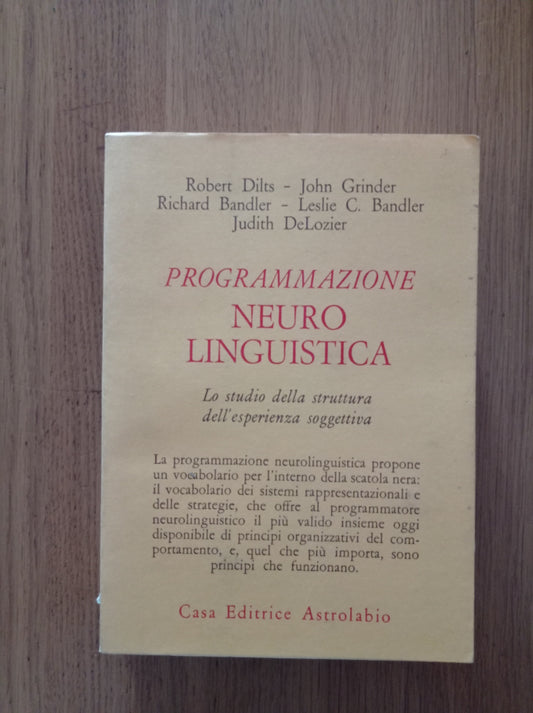 Robert Dilts - John Grinder
Richard Bandler - Leslie C. Bandler
Judith DeLozier
PROGRAMMAZIONE
NEURO
LINGUISTICA
Lo studio della struttura
dell'esperienza soggettiva
La programmazione neurolinguistica propone
un vocabolario per l'interno della scatola nera:
il vocabolario dei sistemi rappresentazionali e
delle strategie, che offre al programmatore
neurolinguistico il più valido insieme oggi
disponibile di principi organizzativi del com-
portamento, e, quel che più importa, sono
principi che funzionano.
Casa Editrice Astrolabio